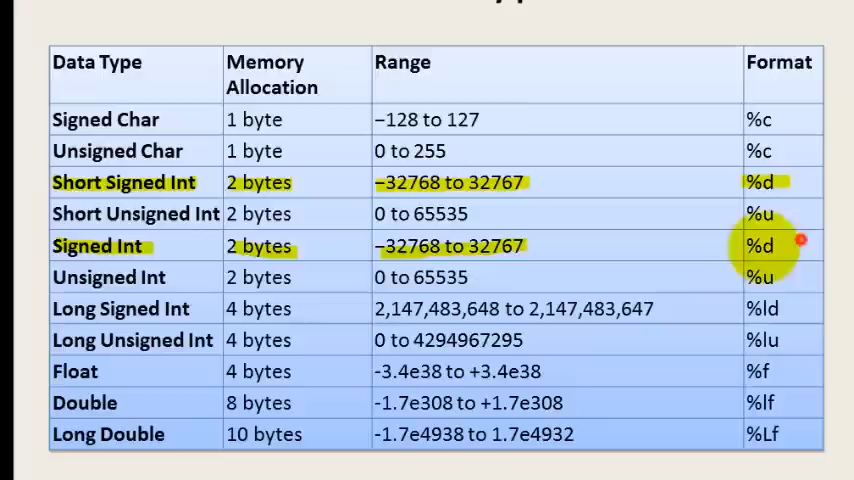 Data Type Memory Allocation Range Format
Signed Char 1 byte −128 to 127 %c
Unsigned Char 1 byte 0 to 255 %c
Short Signed Int 2 bytes −32768 to 32767 %d
Short Unsigned Int 2 bytes 0 to 65535 %u
Signed Int 2 bytes −32768 to 32767 %d
Unsigned Int 2 bytes 0 to 65535 %u
Long Signed Int 4 bytes 2,147,483,648 to 2,147,483,647 %ld
Long Unsigned Int 4 bytes 0 to 4294967295 %lu
Float 4 bytes -3.4e38 to +3.4e38 %f
Double 8 bytes -1.7e308 to +1.7e308 %lf
Long Double 10 bytes -1.7e4938 to 1.7e4932 %Lf